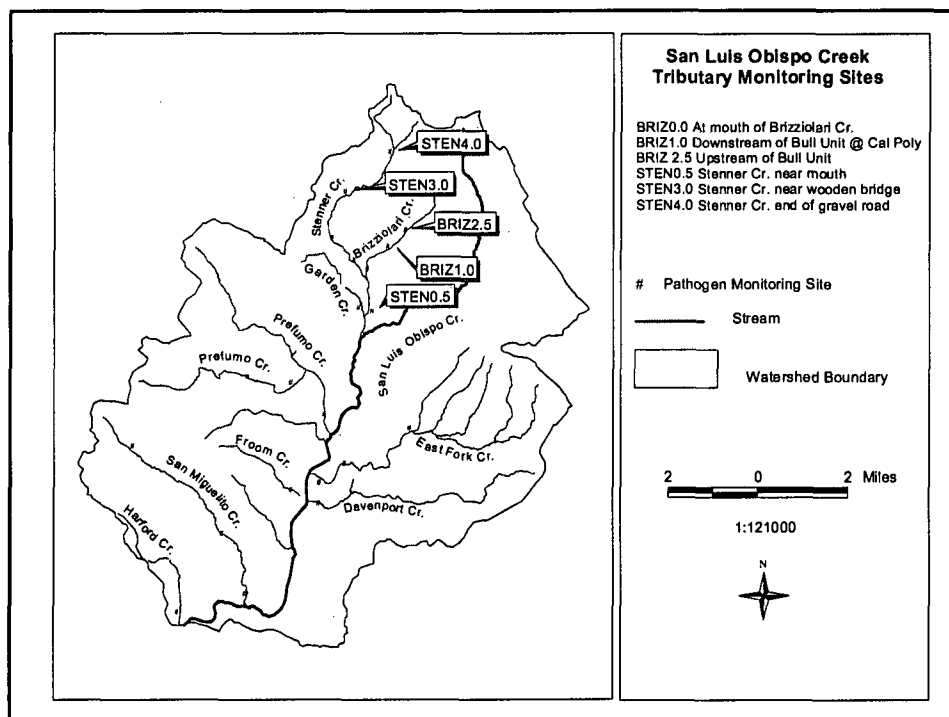 STEN4.0
STEN3.0
Stenner Cr.
Brizziolari Cr.
BRIZ2.5
BRIZ1.0
Garden Cr.
STEN0.5
Prefumo Cr.
San Luis Obispo Cr.
Prefumo Cr.
East Fork Cr.
Froom Cr.
San Miguelito Cr.
Davenport Cr.
Harford Cr.
San Luis Obispo Creek
Tributary Monitoring Sites
BRIZ0.0 At mouth of Brizziolari Cr.
BRIZ1.0 Downstream of Bull Unit @ Cal Poly
BRIZ 2.5 Upstream of Bull Unit
STEN0.5 Stenner Cr. near mouth
STEN3.0 Stenner Cr. near wooden bridge
STEN4.0 Stenner Cr. end of gravel road
# Pathogen Monitoring Site
Stream
Watershed Boundary
2 0 2 Miles
1:121000
N